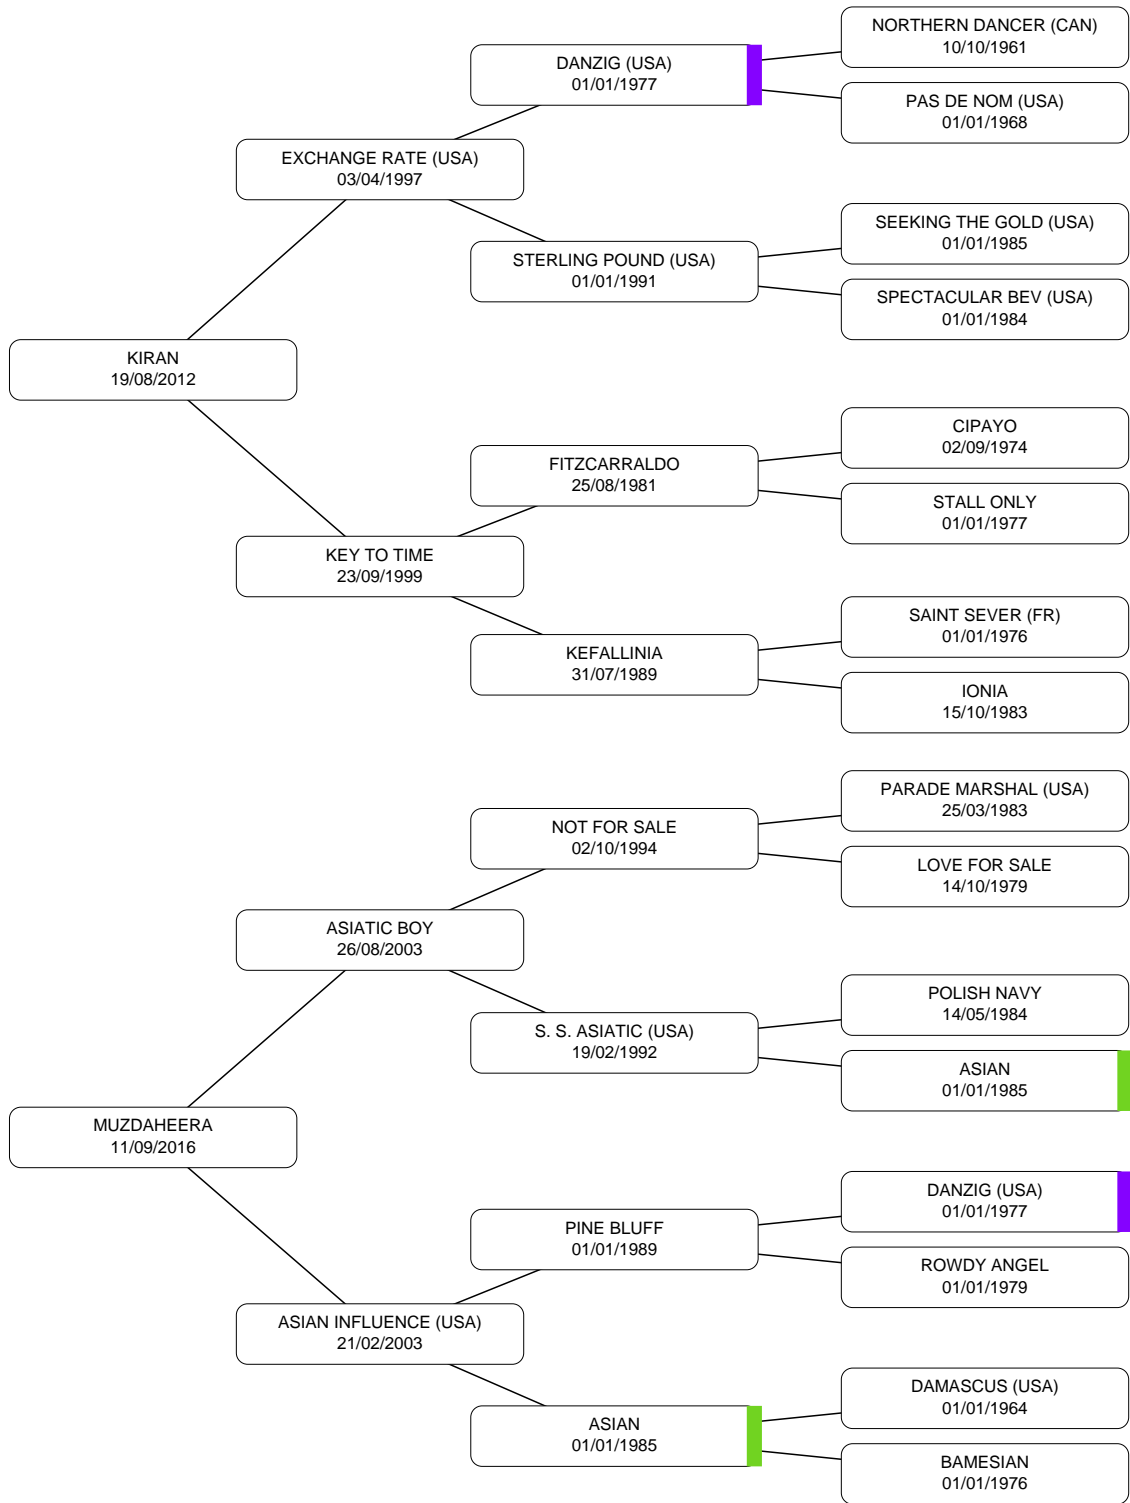 NORTHERN DANCER (CAN)
10/10/1961
DANZIG (USA)
01/01/1977
PAS DE NOM (USA)
01/01/1968
EXCHANGE RATE (USA)
03/04/1997
SEEKING THE GOLD (USA)
01/01/1985
STERLING POUND (USA)
01/01/1991
SPECTACULAR BEV (USA)
01/01/1984
KIRAN
19/08/2012
CIPAYO
02/09/1974
FITZCARRALDO
25/08/1981
STALL ONLY
01/01/1977
KEY TO TIME
23/09/1999
SAINT SEVER (FR)
01/01/1976
KEFALLINIA
31/07/1989
IONIA
15/10/1983
PARADE MARSHAL (USA)
25/03/1983
NOT FOR SALE
02/10/1994
LOVE FOR SALE
14/10/1979
ASIATIC BOY
26/08/2003
POLISH NAVY
14/05/1984
S. S. ASIATIC (USA)
19/02/1992
ASIAN
01/01/1985
MUZDAHEERA
11/09/2016
DANZIG (USA)
01/01/1977
PINE BLUFF
01/01/1989
ROWDY ANGEL
01/01/1979
ASIAN INFLUENCE (USA)
21/02/2003
DAMASCUS (USA)
01/01/1964
ASIAN
01/01/1985
BAMESIAN
01/01/1976